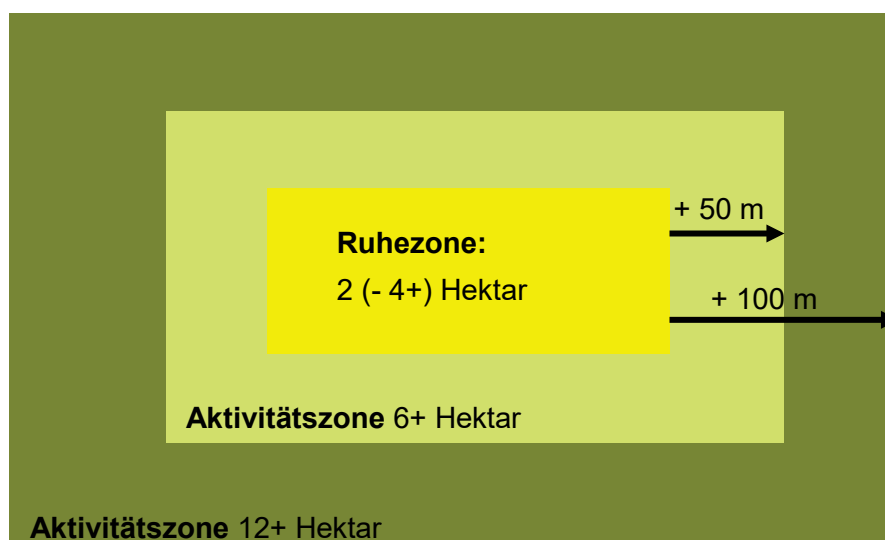 + 50 m
Ruhezone:
2 (- 4+) Hektar
+ 100 m
Aktivitätszone 6+ Hektar
Aktivitätszone 12+ Hektar